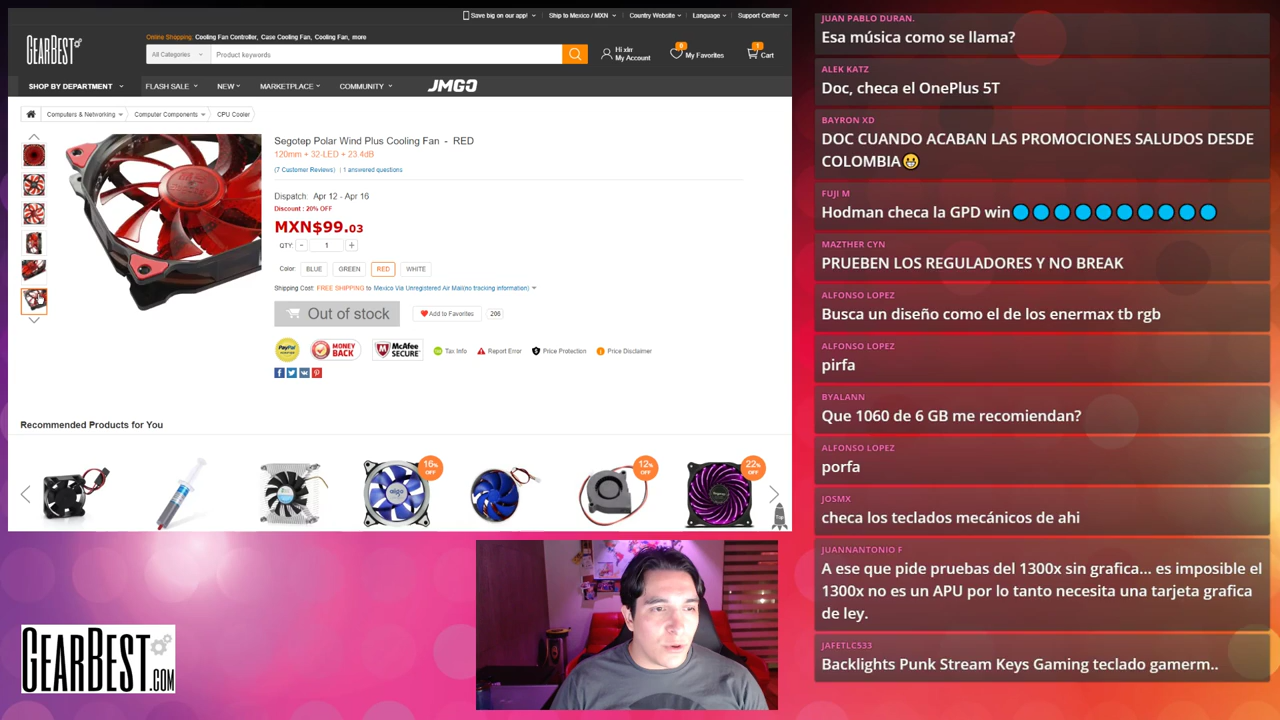 Save big on our app!
Ship to Mexico / MXN
Country Website
Language
Support Center
GEARBEST
Online Shopping: Cooling Fan Controller, Case Cooling Fan, Cooling Fan, more
All Categories
Product keywords
Hi xlrr
My Account
0
My Favorites
1
Cart
SHOP BY DEPARTMENT
FLASH SALE
NEW
MARKETPLACE
COMMUNITY
JMGO
Computers & Networking
Computer Components
CPU Cooler
Segotep Polar Wind Plus Cooling Fan - RED
120mm + 32-LED + 23.4dB
(7 Customer Reviews) | 1 answered questions
Dispatch: Apr 12 - Apr 16
Discount : 20% OFF
MXN$99.03
QTY: - 1 +
Color: BLUE GREEN RED WHITE
Shipping Cost: FREE SHIPPING to Mexico Via Unregistered Air Mail(no tracking information)
Out of stock
Add to Favorites
206
PayPal
MONEY BACK
McAfee SECURE
Tax Info
Report Error
Price Protection
Price Disclaimer
Recommended Products for You
16% OFF
12% OFF
22% OFF
aigo
Top
GEARBEST.COM
JUAN PABLO DURAN.
Esa música como se llama?
ALEK KATZ
Doc, checa el OnePlus 5T
BAYRON XD
DOC CUANDO ACABAN LAS PROMOCIONES SALUDOS DESDE
COLOMBIA😀
FUJI M
Hodman checa la GPD win🔵🔵🔵🔵🔵🔵🔵🔵🔵🔵
MAZTHER CYN
PRUEBEN LOS REGULADORES Y NO BREAK
ALFONSO LOPEZ
Busca un diseño como el de los enermax tb rgb
ALFONSO LOPEZ
pirfa
BYALANN
Que 1060 de 6 GB me recomiendan?
ALFONSO LOPEZ
porfa
JOSMX
checa los teclados mecánicos de ahi
JUANNANTONIO F
A ese que pide pruebas del 1300x sin grafica... es imposible el
1300x no es un APU por lo tanto necesita una tarjeta grafica
de ley.
JAFETLCS33
Backlights Punk Stream Keys Gaming teclado gamerm..